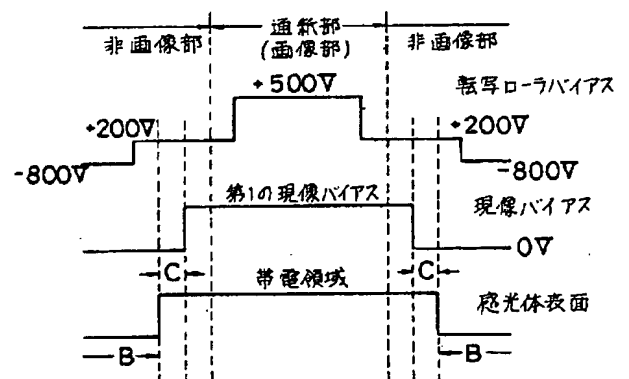 非画像部
通紙部
(画像部)
非画像部
+500V
転写ローラバイアス
+200V
+200V
-800V
-800V
第1の現像バイアス
現像バイアス
0V
C
C
帯電領域
感光体表面
B
B